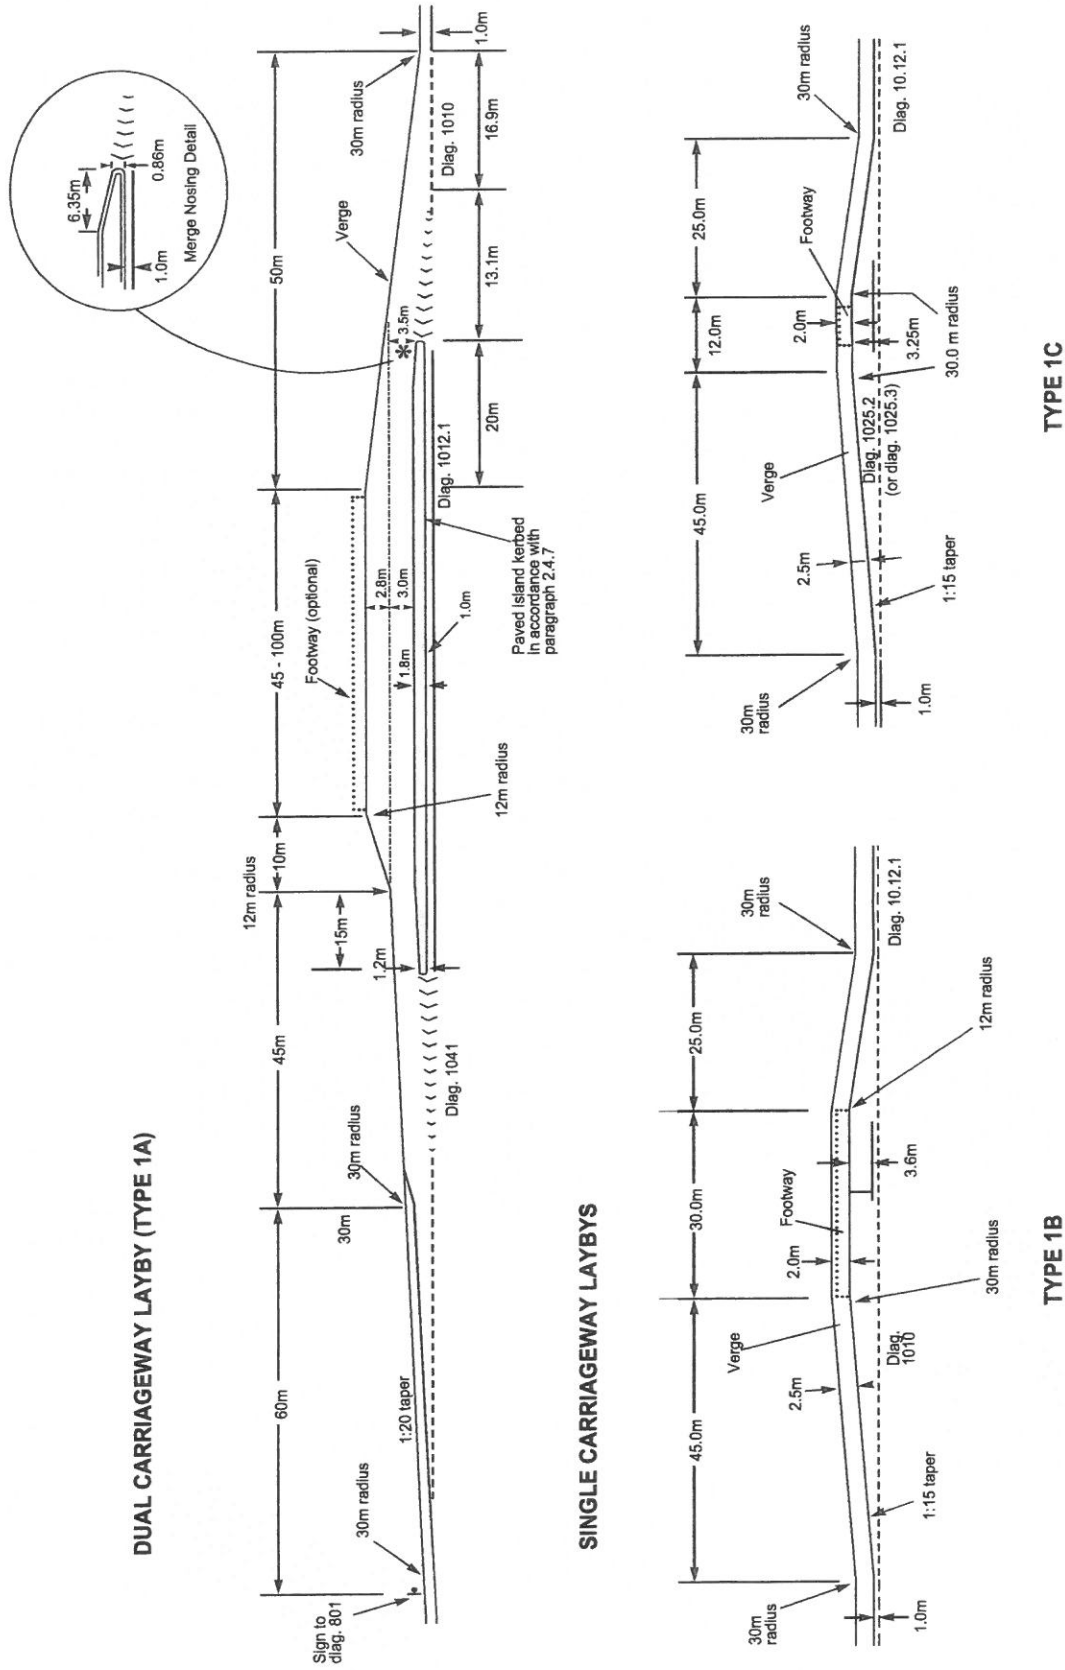 DUAL CARRIAGEWAY LAYBY (TYPE 1A)
Sign to
diag. 801
30m radius
60m
1:20 taper
30m
30m radius
45m
Diag. 1041
15m
1.2m
12m radius
10m
12m radius
45 - 100m
Footway (optional)
1.8m
2.8m
3.0m
1.0m
Paved island kerbed
in accordance with
paragraph 2.4.7
Diag. 1012.1
50m
20m
*
3.5m
13.1m
Verge
Diag. 1010
16.9m
30m radius
1.0m
6.35m
0.86m
1.0m
Merge Nosing Detail
SINGLE CARRIAGEWAY LAYBYS
30m
radius
1.0m
45.0m
1:15 taper
2.5m
Verge
Diag.
1010
30m radius
30.0m
2.0m
Footway
3.6m
12m radius
25.0m
30m
radius
Diag. 10.12.1
TYPE 1B
30m
radius
1.0m
45.0m
1:15 taper
2.5m
Verge
Diag. 1025.2
(or diag. 1025.3)
30.0 m radius
12.0m
2.0m
3.25m
Footway
25.0m
30m radius
Diag. 10.12.1
TYPE 1C